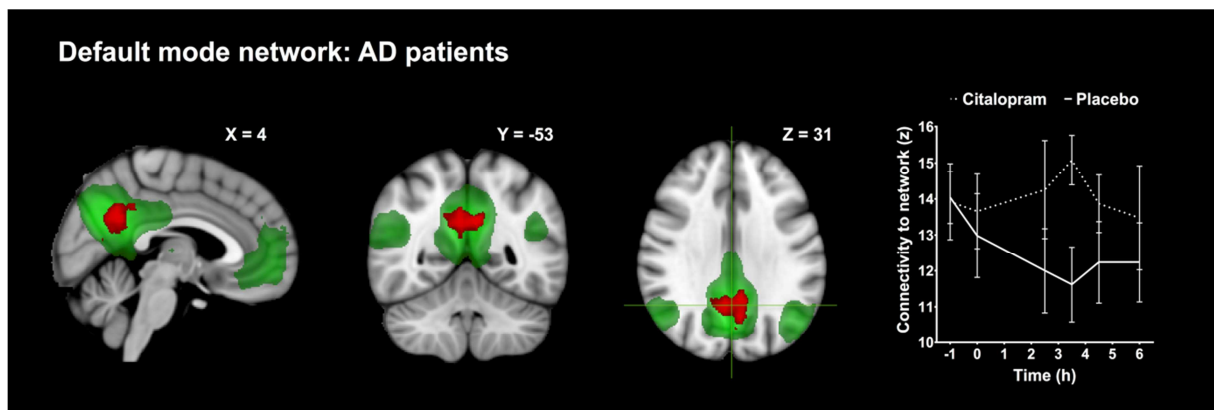 Default mode network: AD patients
X = 4
Y = -53
Z = 31
Citalopram
Placebo
Connectivity to network (z)
16
15
14
13
12
11
10
-1 0 1 2 3 4 5 6
Time (h)